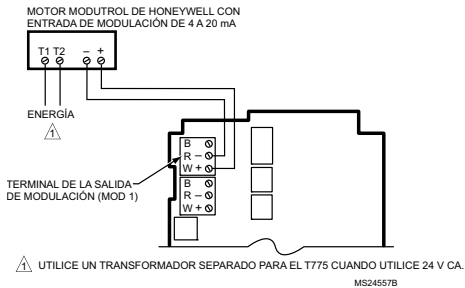 MOTOR MODUTROL DE HONEYWELL CON
ENTRADA DE MODULACIÓN DE 4 A 20 mA
T1 T2 – +
ENERGÍA
1
B
R –
W +
TERMINAL DE LA SALIDA
DE MODULACIÓN (MOD 1)
B
R –
W +
1 UTILICE UN TRANSFORMADOR SEPARADO PARA EL T775 CUANDO UTILICE 24 V CA.
MS24557B